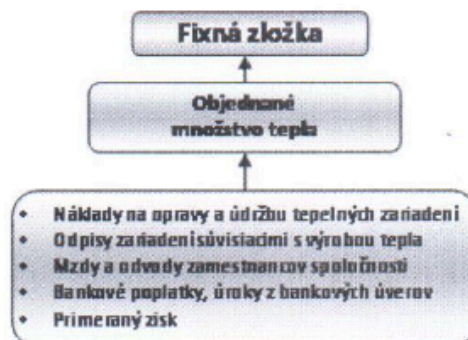 Fixná zložka
Objednané
množstvo tepla
• Náklady na opravy a údržbu tepelných zariadení
• Odpisy zariadení súvisiacimi s výrobou tepla
• Mzdy a odvody zamestnancov spoločnosti
• Bankové poplatky, úroky z bankových úverov
• Primeraný zisk